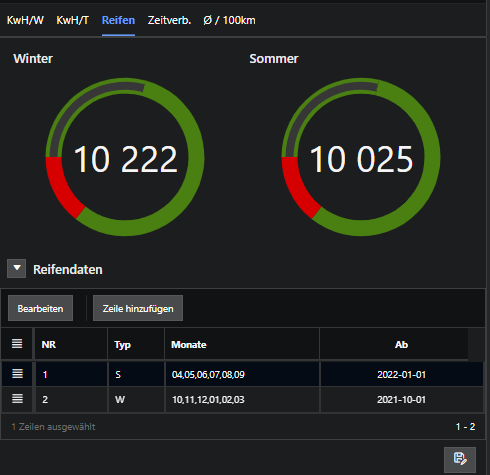 KwH/W KwH/T Reifen Zeitverb. Ø / 100km
Winter Sommer
10 222 10 025
Reifendaten
Bearbeiten Zeile hinzufügen
NR Typ Monate Ab
1 S 04,05,06,07,08,09 2022-01-01
2 W 10,11,12,01,02,03 2021-10-01
1 Zeilen ausgewählt 1 - 2